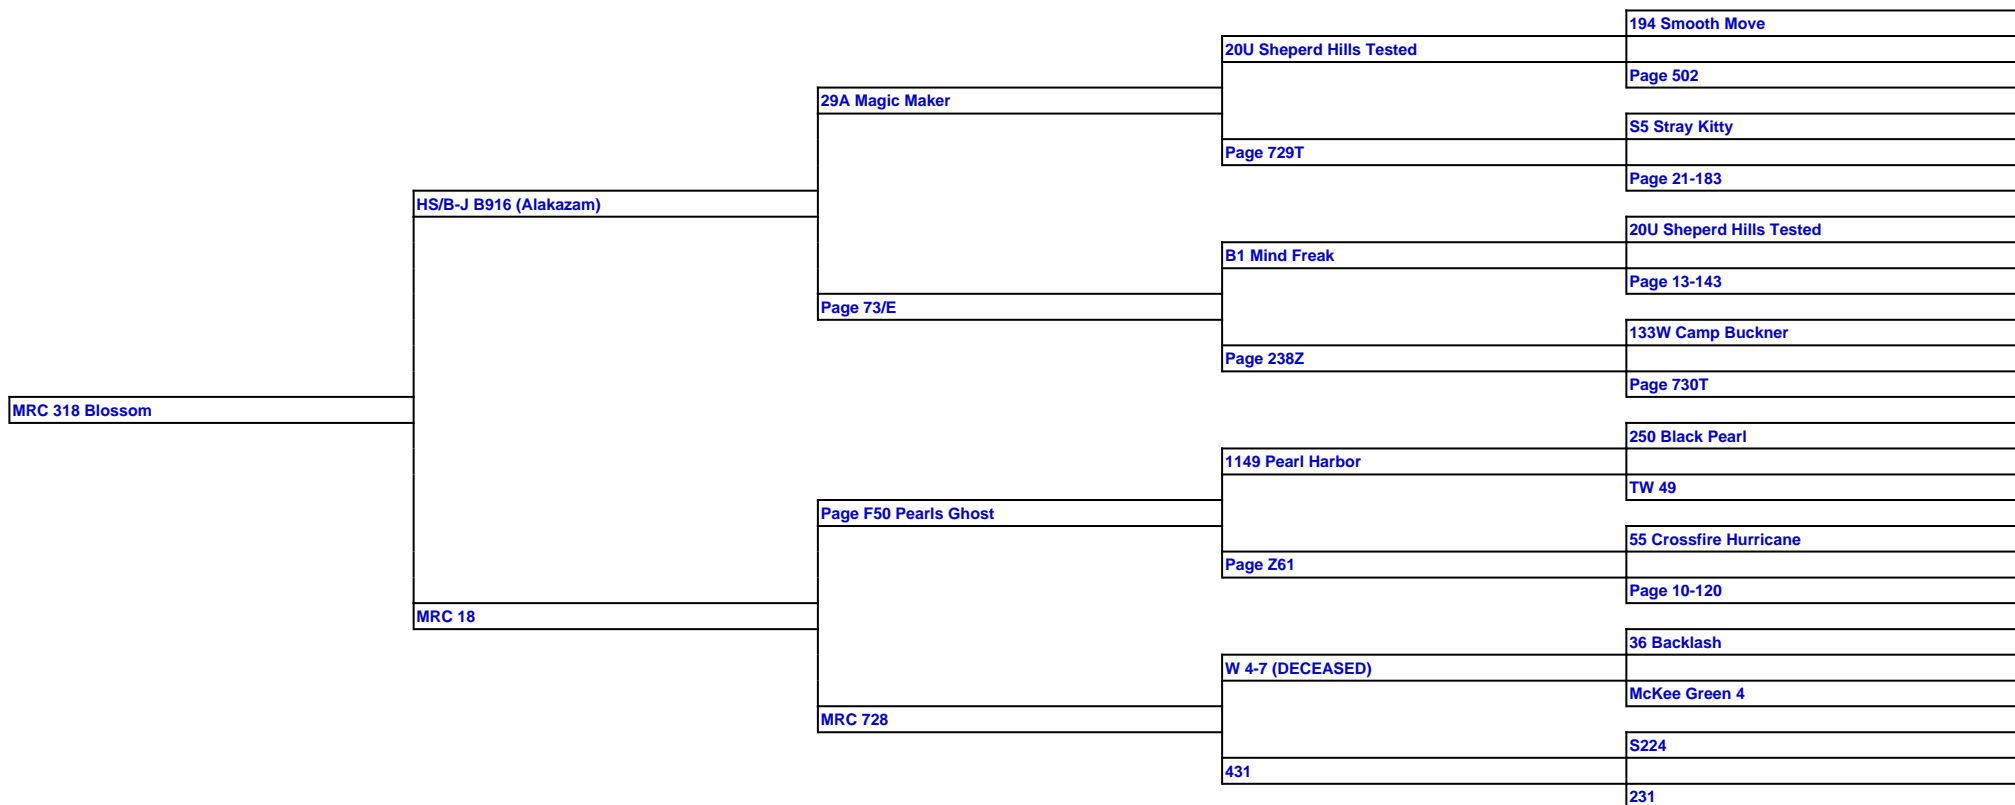 194 Smooth Move
20U Sheperd Hills Tested
Page 502
29A Magic Maker
S5 Stray Kitty
Page 729T
Page 21-183
HS/B-J B916 (Alakazam)
20U Sheperd Hills Tested
B1 Mind Freak
Page 13-143
Page 73/E
133W Camp Buckner
Page 238Z
Page 730T
MRC 318 Blossom
250 Black Pearl
1149 Pearl Harbor
TW 49
Page F50 Pearls Ghost
55 Crossfire Hurricane
Page Z61
Page 10-120
MRC 18
36 Backlash
W 4-7 (DECEASED)
McKee Green 4
MRC 728
S224
431
231